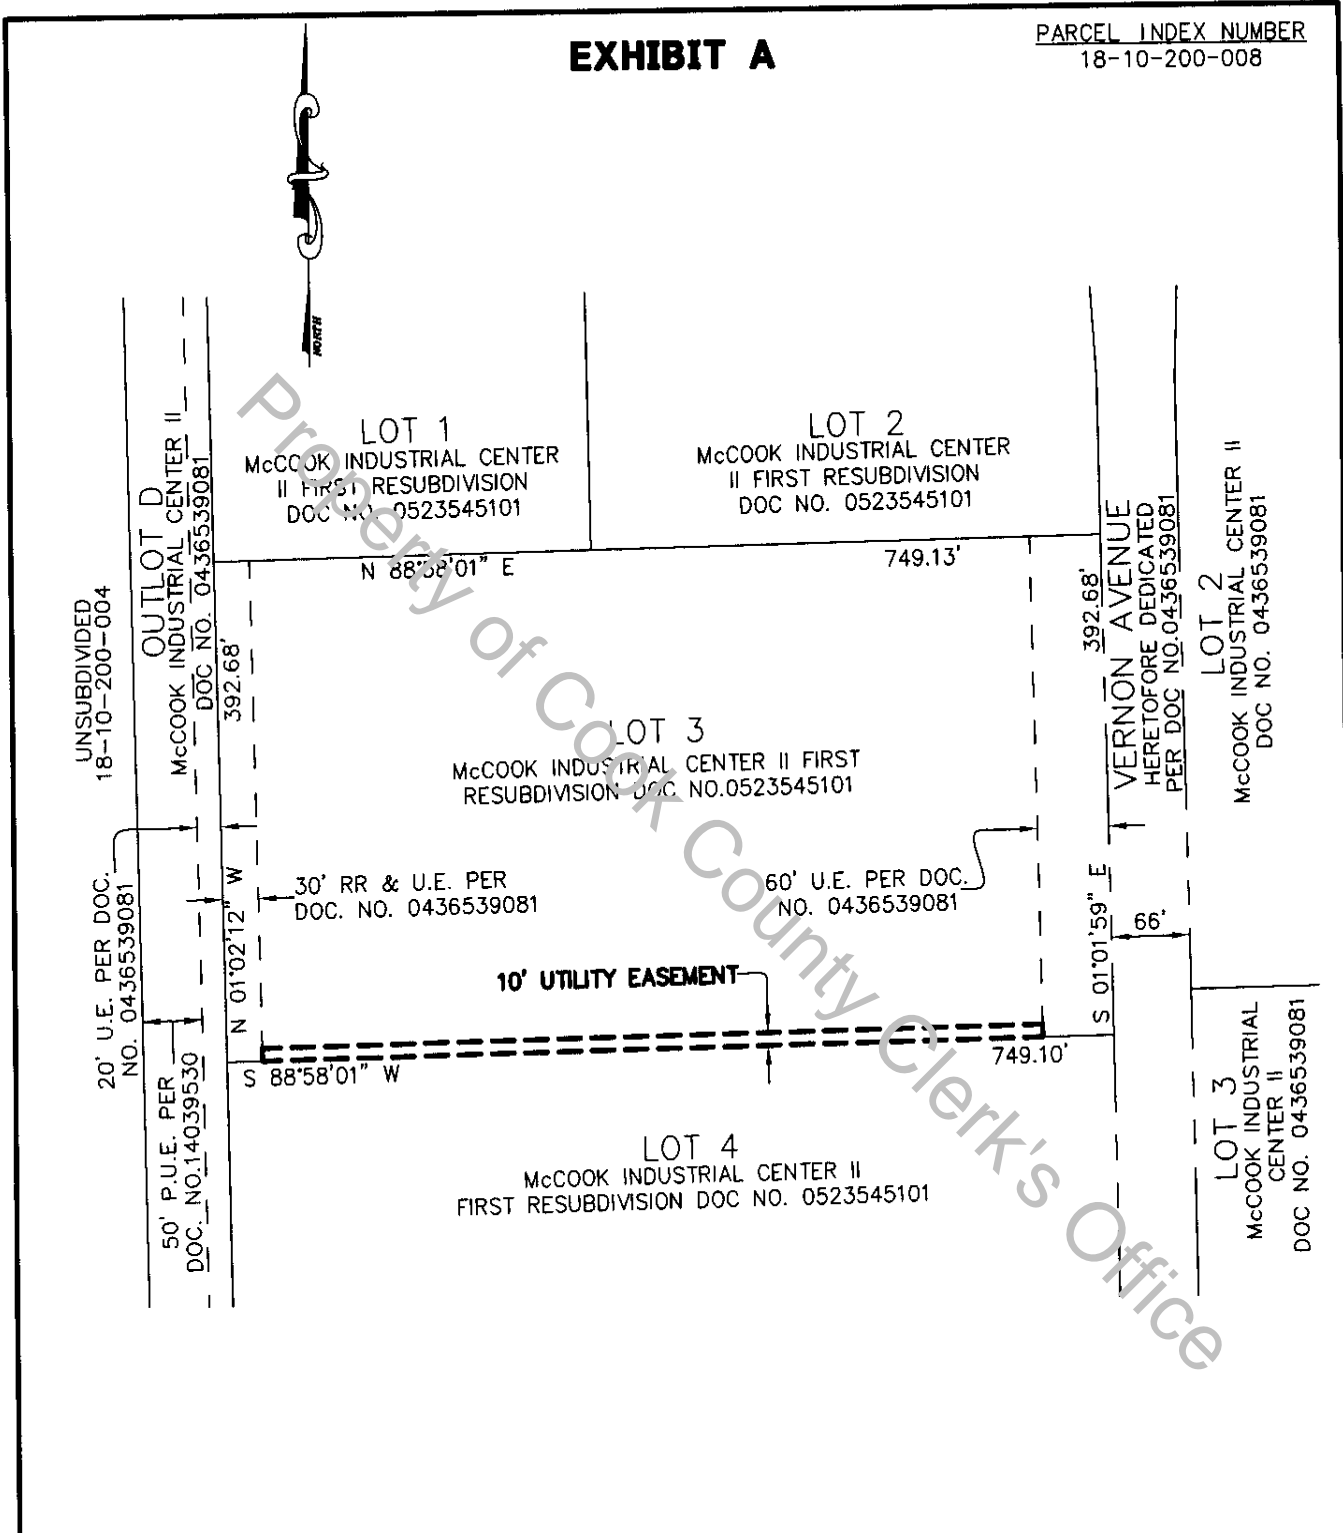 EXHIBIT A
PARCEL INDEX NUMBER
18-10-200-008
NORTH
LOT 1
McCOOK INDUSTRIAL CENTER
II FIRST RESUBDIVISION
DOC NO. 0523545101
LOT 2
McCOOK INDUSTRIAL CENTER
II FIRST RESUBDIVISION
DOC NO. 0523545101
N 88°58'01" E
749.13'
UNSUBDIVIDED
18-10-200-004
OUTLOT D
McCOOK INDUSTRIAL CENTER II
DOC NO. 0436539081
392.68'
LOT 3
McCOOK INDUSTRIAL CENTER II FIRST
RESUBDIVISION DOC NO.0523545101
392.68'
VERNON AVENUE
HERETOFORE DEDICATED
PER DOC NO.0436539081
LOT 2
McCOOK INDUSTRIAL CENTER II
DOC NO. 0436539081
20' U.E. PER DOC.
NO. 0436539081
N 01°02'12" W
30' RR & U.E. PER
DOC. NO. 0436539081
60' U.E. PER DOC.
NO. 0436539081
S 01°01'59" E
66'
10' UTILITY EASEMENT
50' P.U.E. PER
DOC. NO.14039530
S 88°58'01" W
749.10'
LOT 4
McCOOK INDUSTRIAL CENTER II
FIRST RESUBDIVISION DOC NO. 0523545101
LOT 3
McCOOK INDUSTRIAL
CENTER II
DOC NO. 0436539081
Property of Cook County Clerk's Office